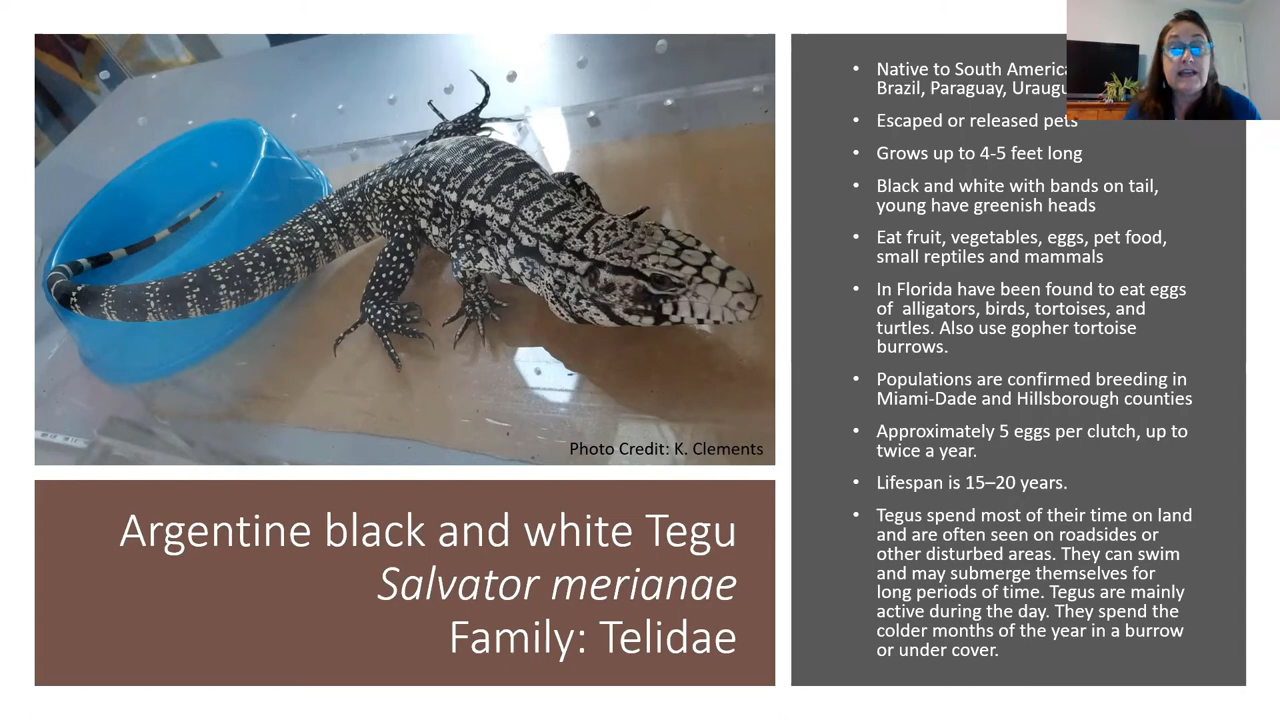 Photo Credit: K. Clements
Argentine black and white Tegu
Salvator merianae
Family: Telidae
• Native to South America
Brazil, Paraguay,
• Escaped or released pets
• Grows up to 4-5 feet long
• Black and white with bands on tail,
young have greenish heads
• Eat fruit, vegetables, eggs, pet food,
small reptiles and mammals
• In Florida have been found to eat eggs
of alligators, birds, tortoises, and
turtles. Also use gopher tortoise
burrows.
• Populations are confirmed breeding in
Miami-Dade and Hillsborough counties
• Approximately 5 eggs per clutch, up to
twice a year.
• Lifespan is 15–20 years.
• Tegus spend most of their time on land
and are often seen on roadsides or
other disturbed areas. They can swim
and may submerge themselves for
long periods of time. Tegus are mainly
active during the day. They spend the
colder months of the year in a burrow
or under cover.